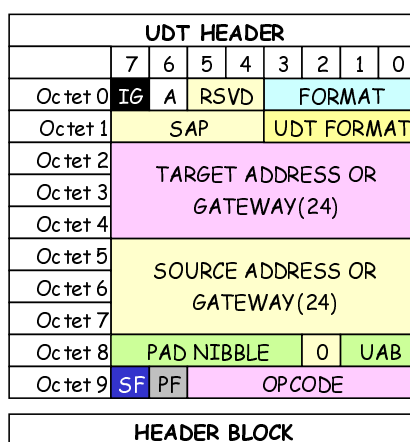 UDT HEADER
7 6 5 4 3 2 1 0
Octet 0 IG A RSVD FORMAT
Octet 1 SAP UDT FORMAT
Octet 2
TARGET ADDRESS OR
Octet 3
GATEWAY(24)
Octet 4
Octet 5
SOURCE ADDRESS OR
Octet 6
GATEWAY(24)
Octet 7
Octet 8 PAD NIBBLE 0 UAB
Octet 9 SF PF OPCODE
HEADER BLOCK